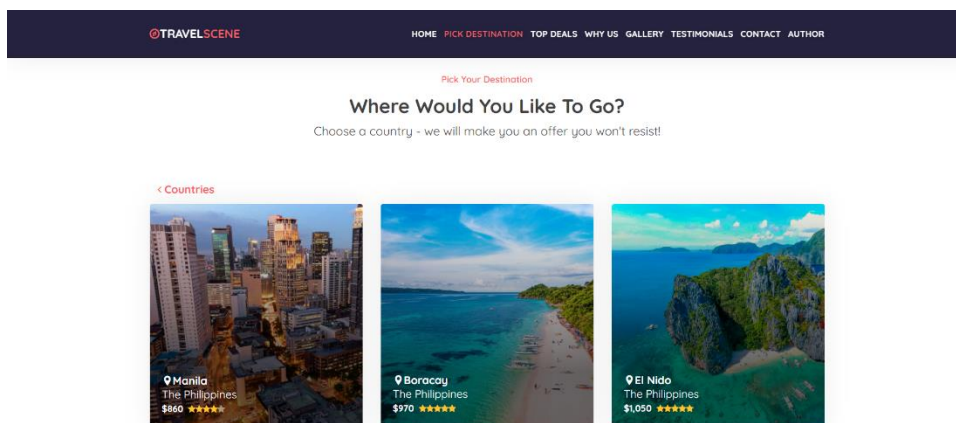 TRAVELSCENE
HOME PICK DESTINATION TOP DEALS WHY US GALLERY TESTIMONIALS CONTACT AUTHOR
Pick Your Destination
Where Would You Like To Go?
Choose a country - we will make you an offer you won't resist!
< Countries
Manila
The Philippines
$860
Boracay
The Philippines
$970
El Nido
The Philippines
$1,050